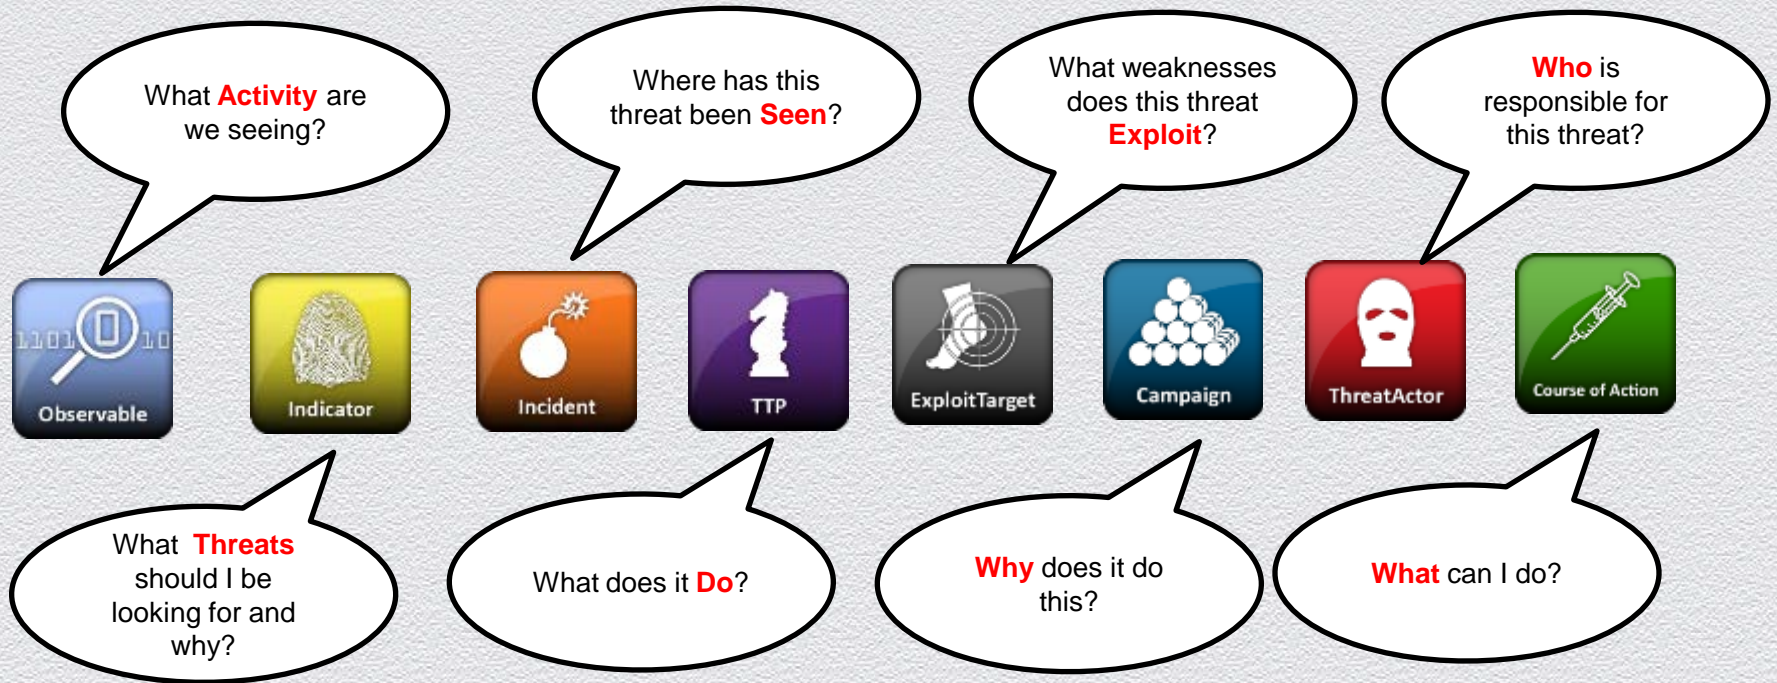 What Activity are
we seeing?
Where has this
threat been Seen?
What weaknesses
does this threat
Exploit?
Who is
responsible for
this threat?
1101 0 10
Observable
Indicator
Incident
TTP
ExploitTarget
Campaign
ThreatActor
Course of Action
What Threats
should I be
looking for and
why?
What does it Do?
Why does it do
this?
What can I do?